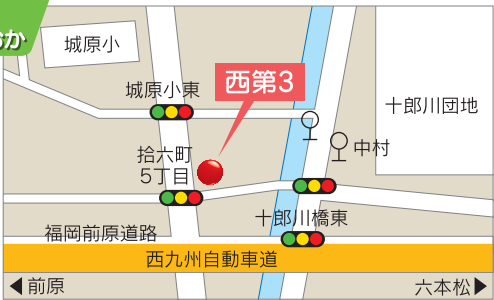 おか
城原小
城原小東
西第3
十郎川団地
中村
拾六町
5丁目
十郎川橋東
福岡前原道路
西九州自動車道
前原
六本松